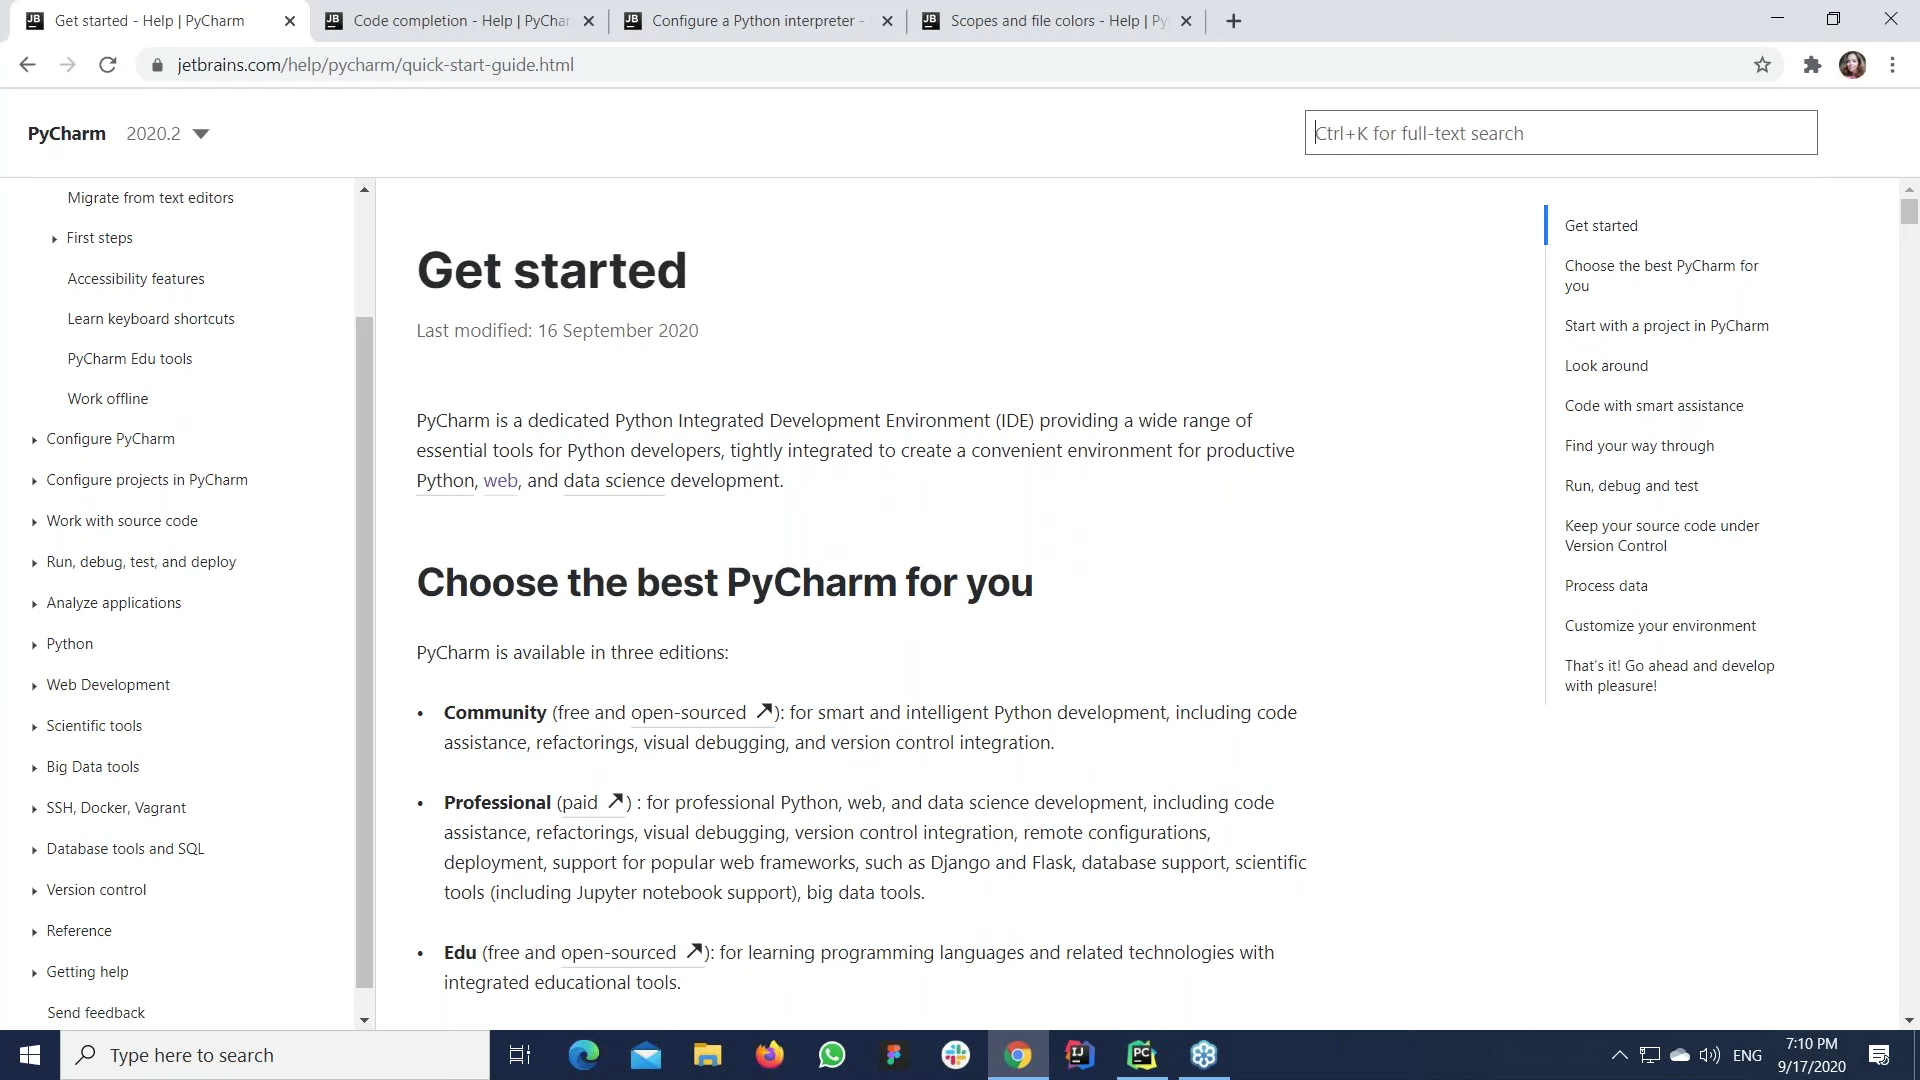 Get started - Help | PyCharm
Code completion - Help | PyChar
Configure a Python interpreter -
Scopes and file colors - Help | Py
jetbrains.com/help/pycharm/quick-start-guide.html
PyCharm 2020.2
Ctrl+K for full-text search
Migrate from text editors
First steps
Accessibility features
Learn keyboard shortcuts
PyCharm Edu tools
Work offline
Configure PyCharm
Configure projects in PyCharm
Work with source code
Run, debug, test, and deploy
Analyze applications
Python
Web Development
Scientific tools
Big Data tools
SSH, Docker, Vagrant
Database tools and SQL
Version control
Reference
Getting help
Send feedback
Get started
Last modified: 16 September 2020
PyCharm is a dedicated Python Integrated Development Environment (IDE) providing a wide range of
essential tools for Python developers, tightly integrated to create a convenient environment for productive
Python, web, and data science development.
Choose the best PyCharm for you
PyCharm is available in three editions:
• Community (free and open-sourced ↗): for smart and intelligent Python development, including code
assistance, refactorings, visual debugging, and version control integration.
• Professional (paid ↗) : for professional Python, web, and data science development, including code
assistance, refactorings, visual debugging, version control integration, remote configurations,
deployment, support for popular web frameworks, such as Django and Flask, database support, scientific
tools (including Jupyter notebook support), big data tools.
• Edu (free and open-sourced ↗): for learning programming languages and related technologies with
integrated educational tools.
Get started
Choose the best PyCharm for
you
Start with a project in PyCharm
Look around
Code with smart assistance
Find your way through
Run, debug and test
Keep your source code under
Version Control
Process data
Customize your environment
That's it! Go ahead and develop
with pleasure!
Type here to search
ENG
7:10 PM
9/17/2020